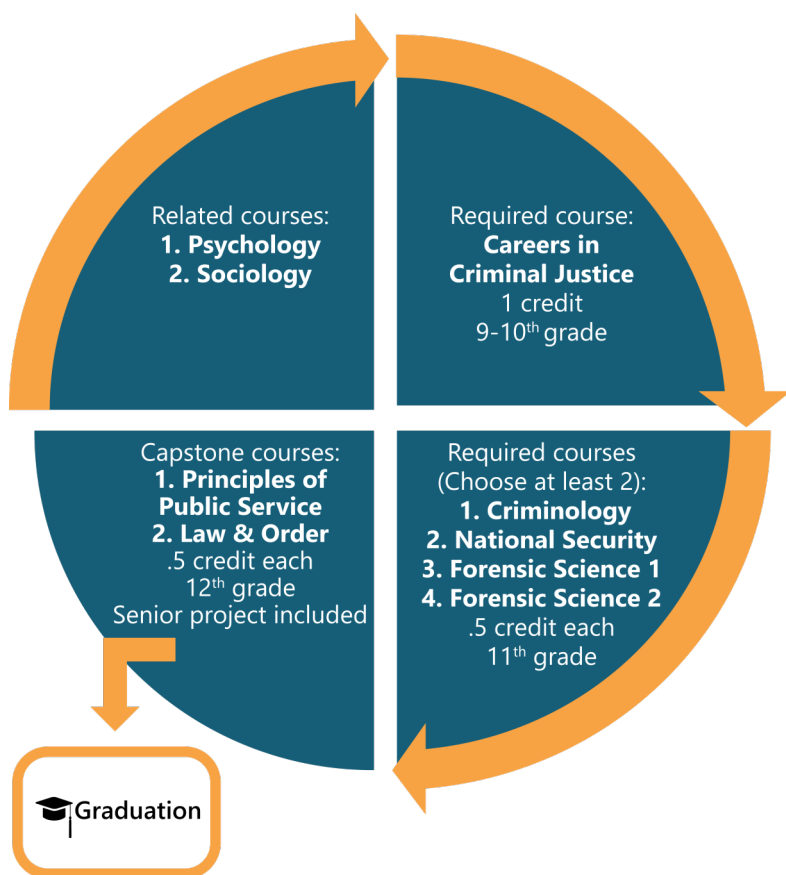 Related courses:
1. Psychology
2. Sociology
Required course:
Careers in
Criminal Justice
1 credit
9-10th grade
Required courses
(Choose at least 2):
1. Criminology
2. National Security
3. Forensic Science 1
4. Forensic Science 2
.5 credit each
11th grade
Capstone courses:
1. Principles of
Public Service
2. Law & Order
.5 credit each
12th grade
Senior project included
Graduation